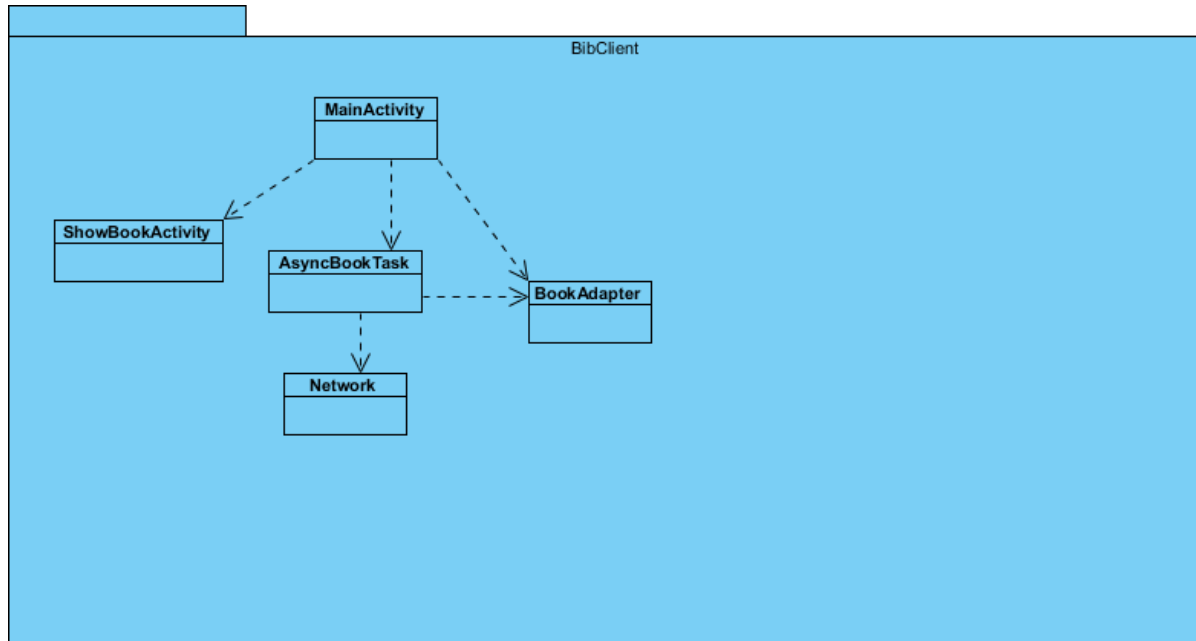 BibClient
MainActivity
ShowBookActivity
AsyncBookTask
BookAdapter
Network